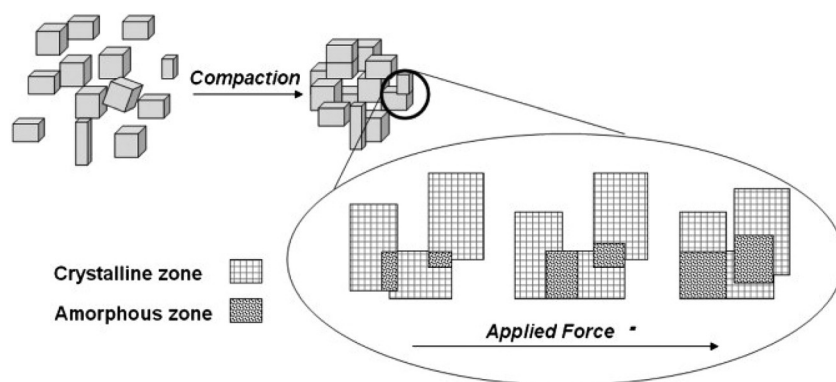 Compaction
Crystalline zone
Amorphous zone
Applied Force